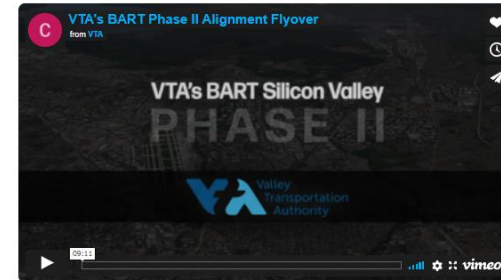 C
VTA's BART Phase II Alignment Flyover
from VTA
VTA's BART Silicon Valley
PHASE II
VTA
Valley
Transportation
Authority
09:11
vimeo